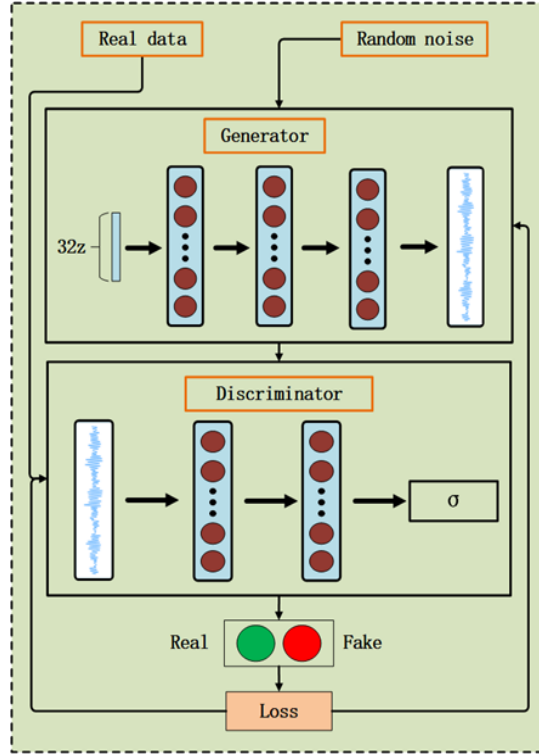 Real data
Random noise
Generator
32z
Discriminator
σ
Real
Fake
Loss